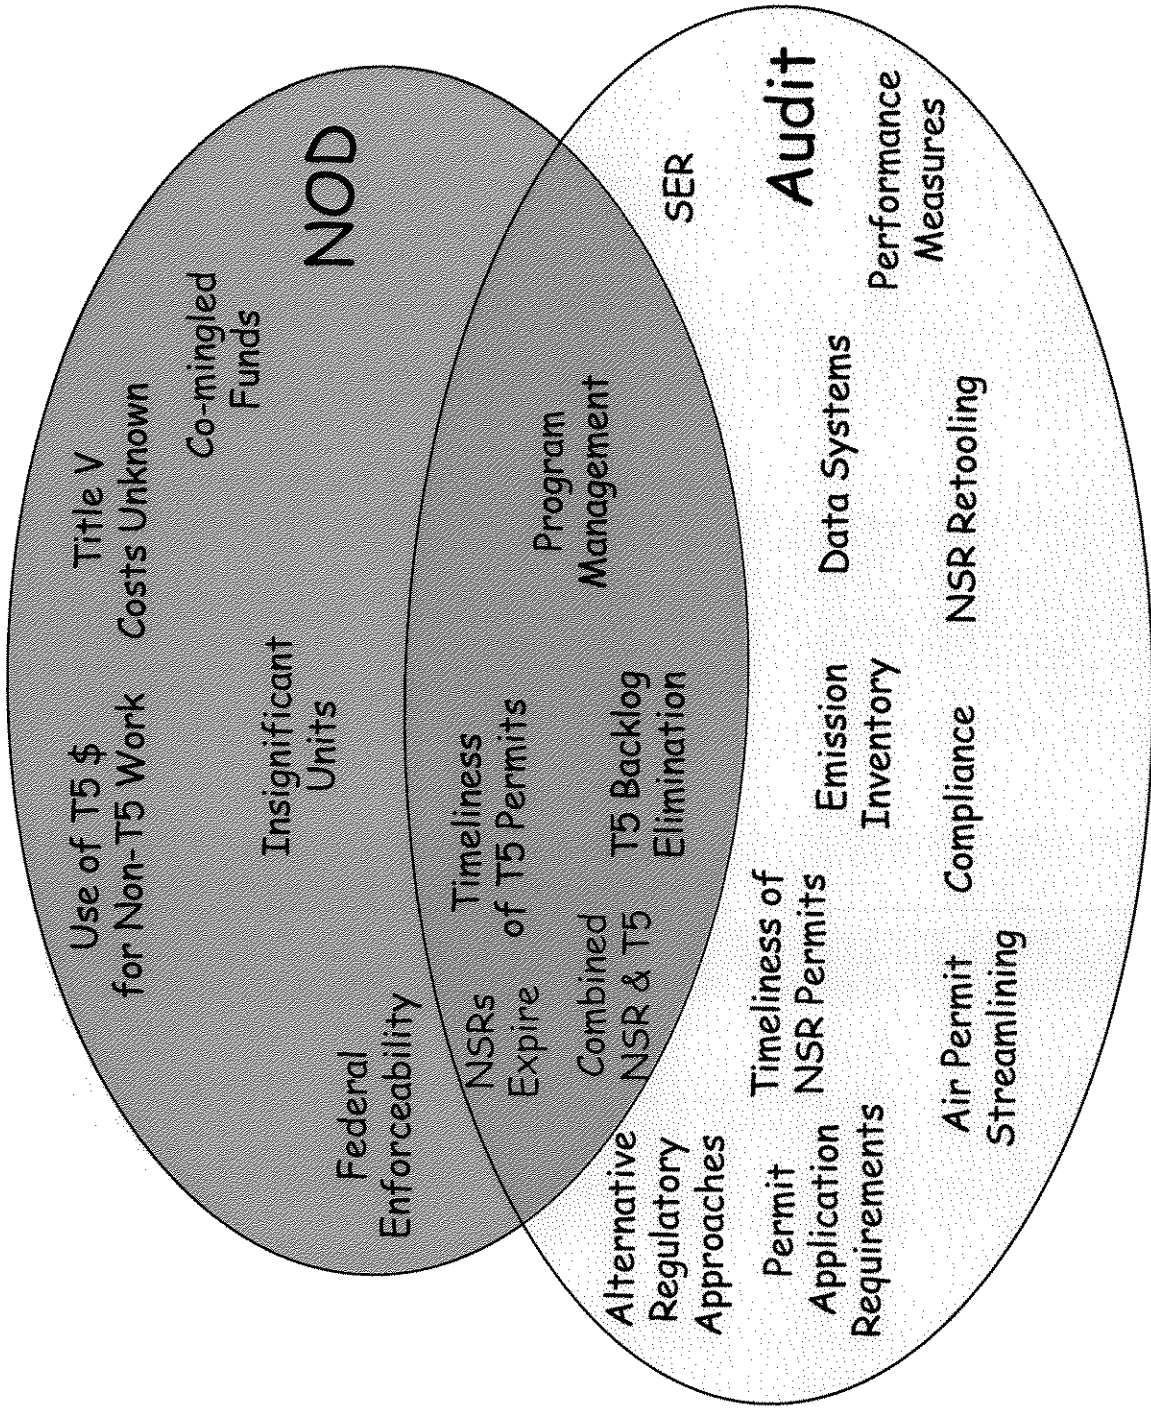 Use of T5 $
for Non-T5 Work
Title V
Costs Unknown
Co-mingled
Funds
NOD
Insignificant
Units
Federal
Enforceability
NSRs
Expire
Timeliness
of T5 Permits
Program
Management
Combined
NSR & T5
T5 Backlog
Elimination
SER
Audit
Performance
Measures
Alternative
Regulatory
Approaches
Permit
Application
Requirements
Timeliness of
NSR Permits
Emission
Inventory
Data Systems
Air Permit
Streamlining
Compliance
NSR Retooling